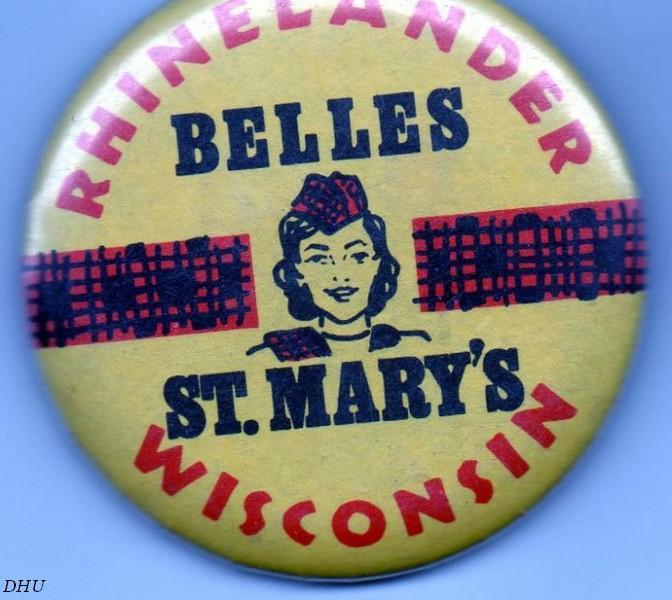 RHINELANDER
BELLES
ST. MARY'S
WISCONSIN
DHU